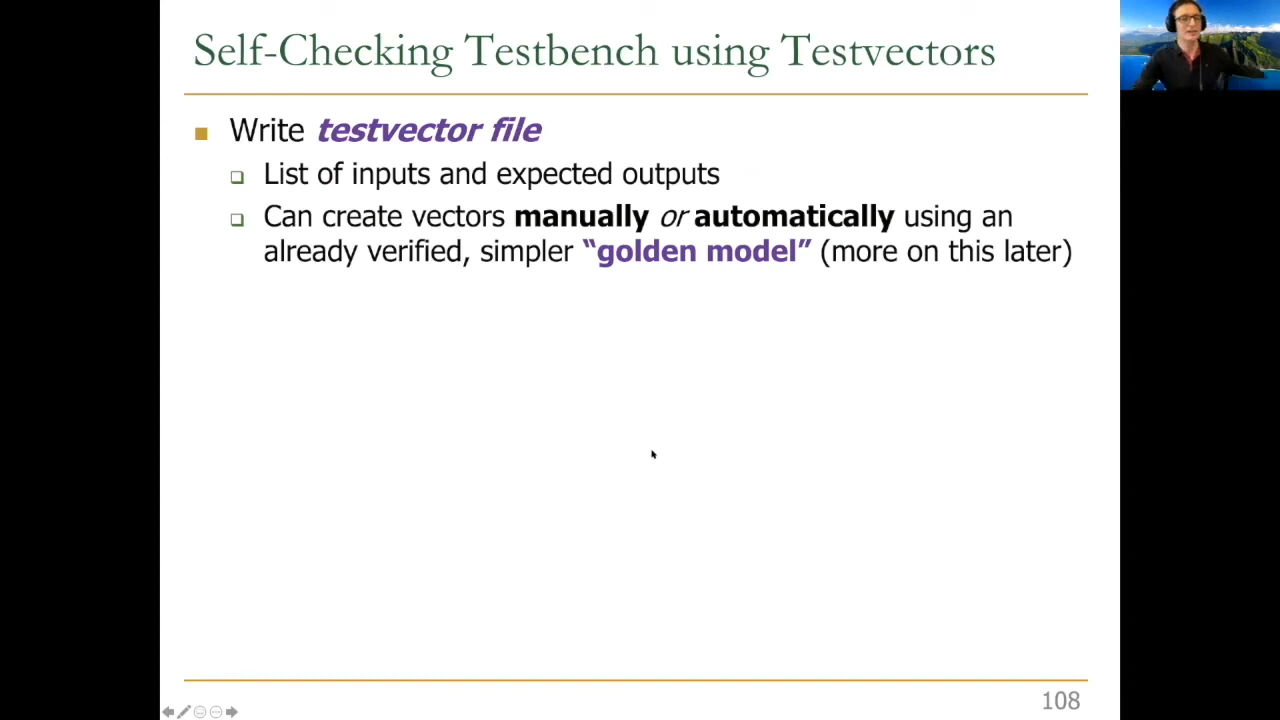 Self-Checking Testbench using Testvectors
Write testvector file
List of inputs and expected outputs
Can create vectors manually or automatically using an
already verified, simpler “golden model” (more on this later)
108